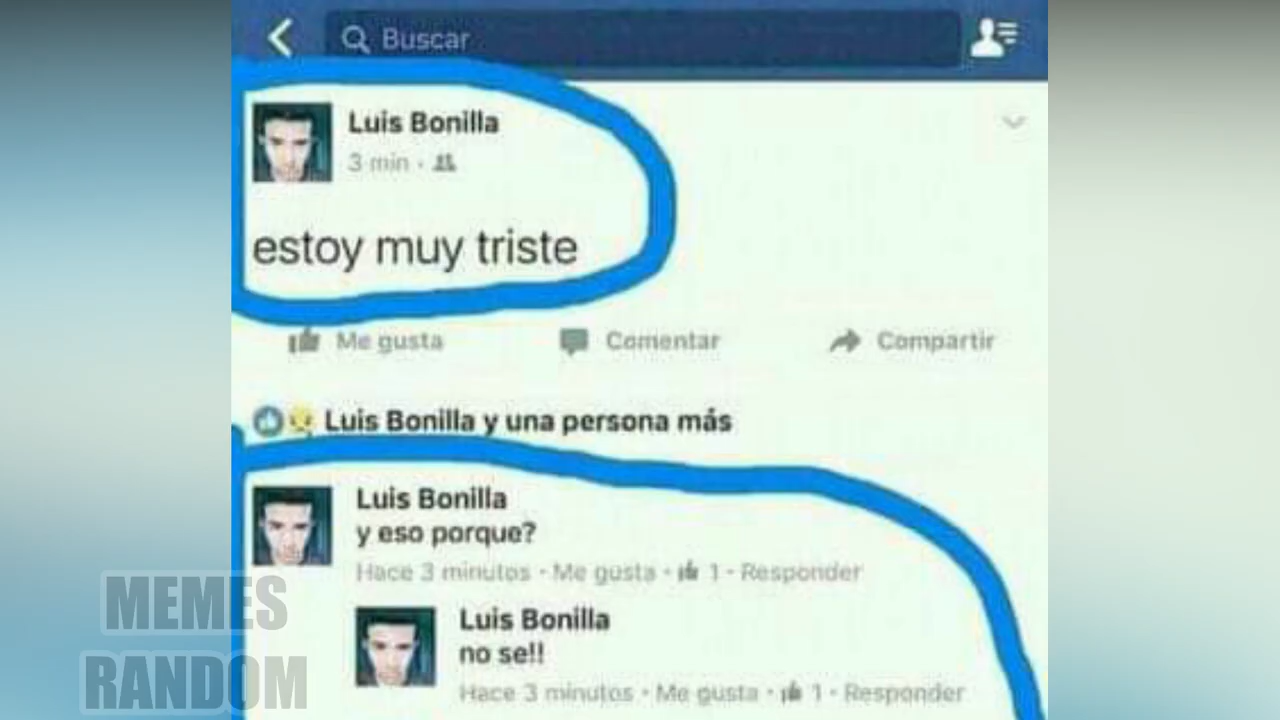 Buscar
Luis Bonilla
3 min ·
estoy muy triste
Me gusta Comentar Compartir
Luis Bonilla y una persona más
Luis Bonilla
y eso porque?
Hace 3 minutos · Me gusta · 1 · Responder
Luis Bonilla
no se!!
Hace 3 minutos · Me gusta · 1 · Responder
MEMES
RANDOM